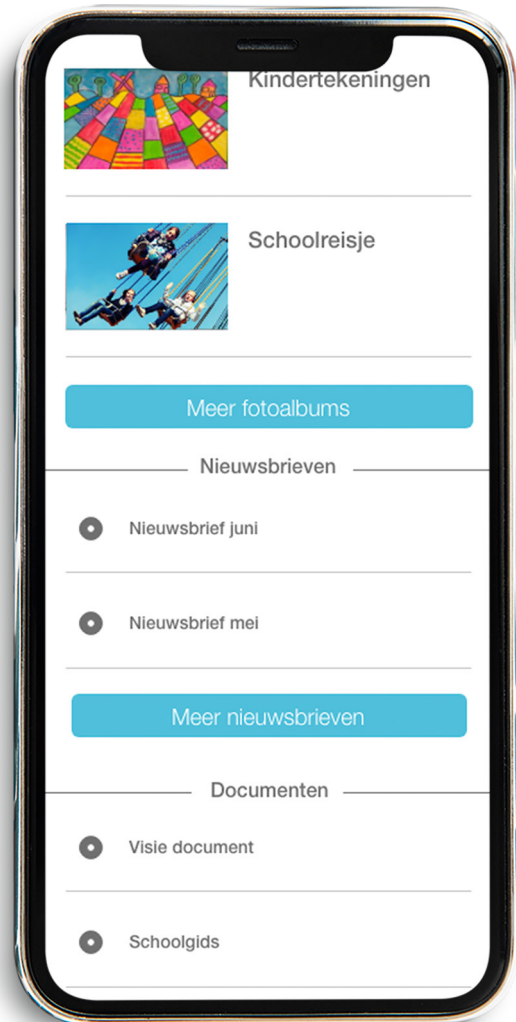 Kindertekeningen
Schoolreisje
Meer fotoalbums
Nieuwsbrieven
Nieuwsbrief juni
Nieuwsbrief mei
Meer nieuwsbrieven
Documenten
Visie document
Schoolgids